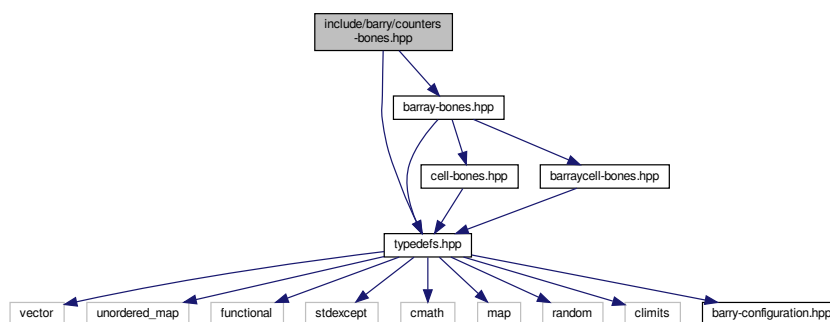 include/barry/counters
-bones.hpp
barray-bones.hpp
cell-bones.hpp
barraycell-bones.hpp
typedefs.hpp
vector
unordered_map
functional
stdexcept
cmath
map
random
climits
barry-configuration.hpp